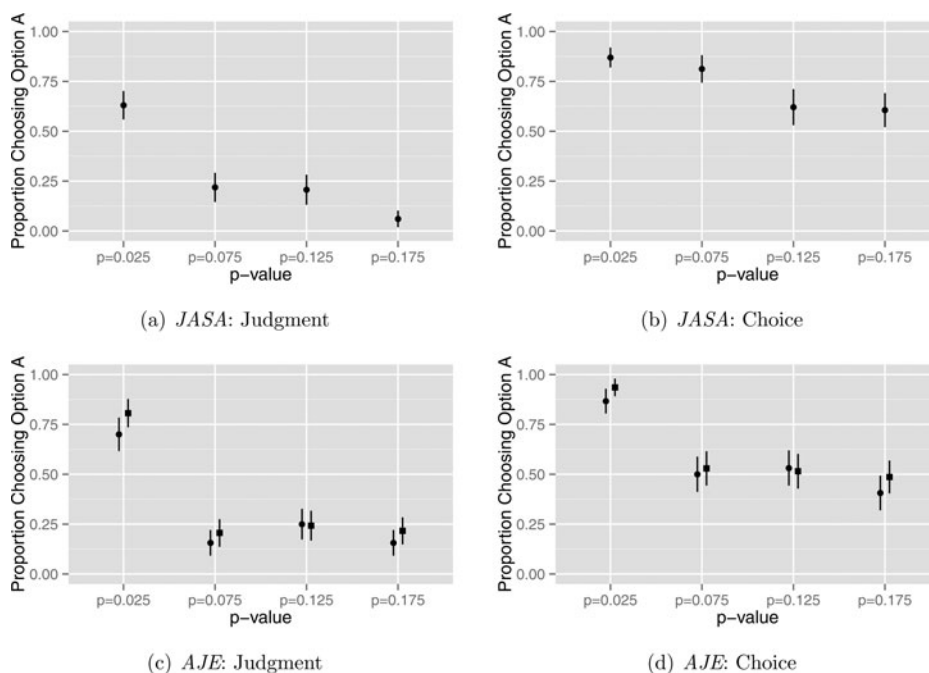 Proportion Choosing Option A
1.00
0.75
0.50
0.25
0.00
p=0.025 p=0.075 p=0.125 p=0.175
p-value
(a) JASA: Judgment
Proportion Choosing Option A
1.00
0.75
0.50
0.25
0.00
p=0.025 p=0.075 p=0.125 p=0.175
p-value
(b) JASA: Choice
Proportion Choosing Option A
1.00
0.75
0.50
0.25
0.00
p=0.025 p=0.075 p=0.125 p=0.175
p-value
(c) AJE: Judgment
Proportion Choosing Option A
1.00
0.75
0.50
0.25
0.00
p=0.025 p=0.075 p=0.125 p=0.175
p-value
(d) AJE: Choice